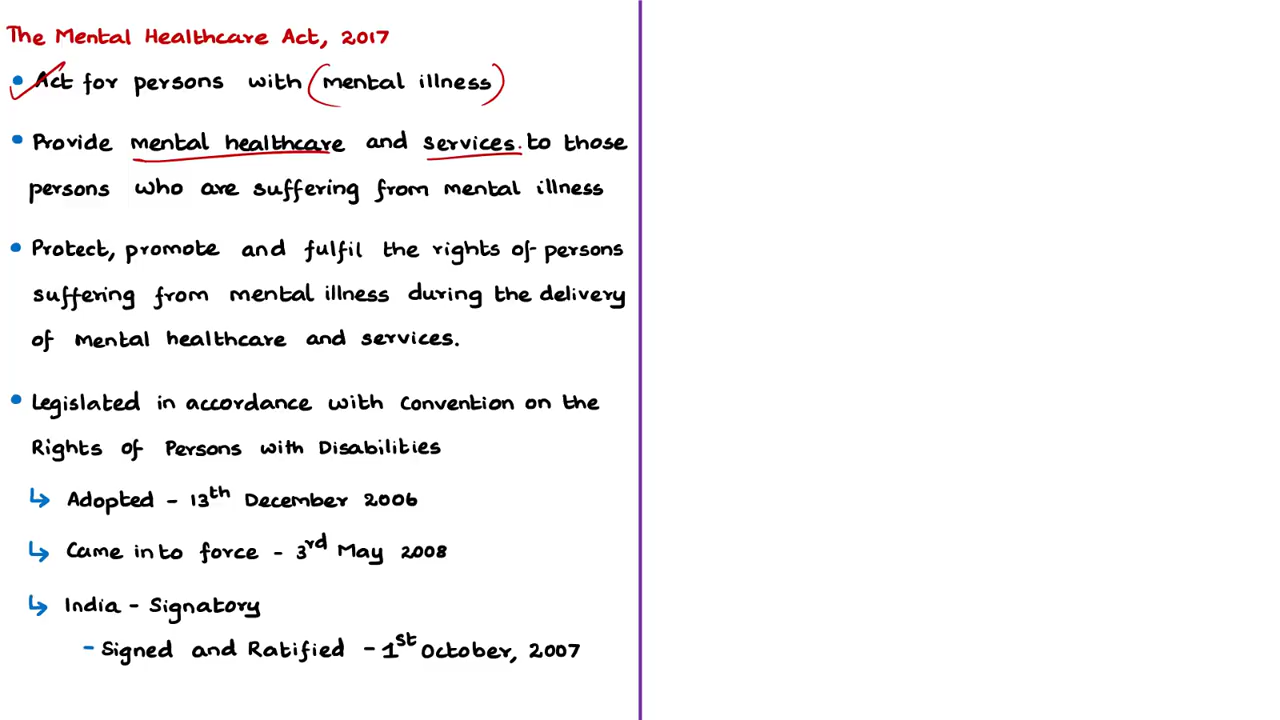 The Mental Healthcare Act, 2017
• Act for persons with (mental illness)
• Provide mental healthcare and services to those
persons who are suffering from mental illness
• Protect, promote and fulfil the rights of persons
suffering from mental illness during the delivery
of mental healthcare and services.
• Legislated in accordance with Convention on the
Rights of Persons with Disabilities
↳ Adopted - 13th December 2006
↳ Came into force - 3rd May 2008
↳ India - Signatory
- Signed and Ratified - 1st October, 2007